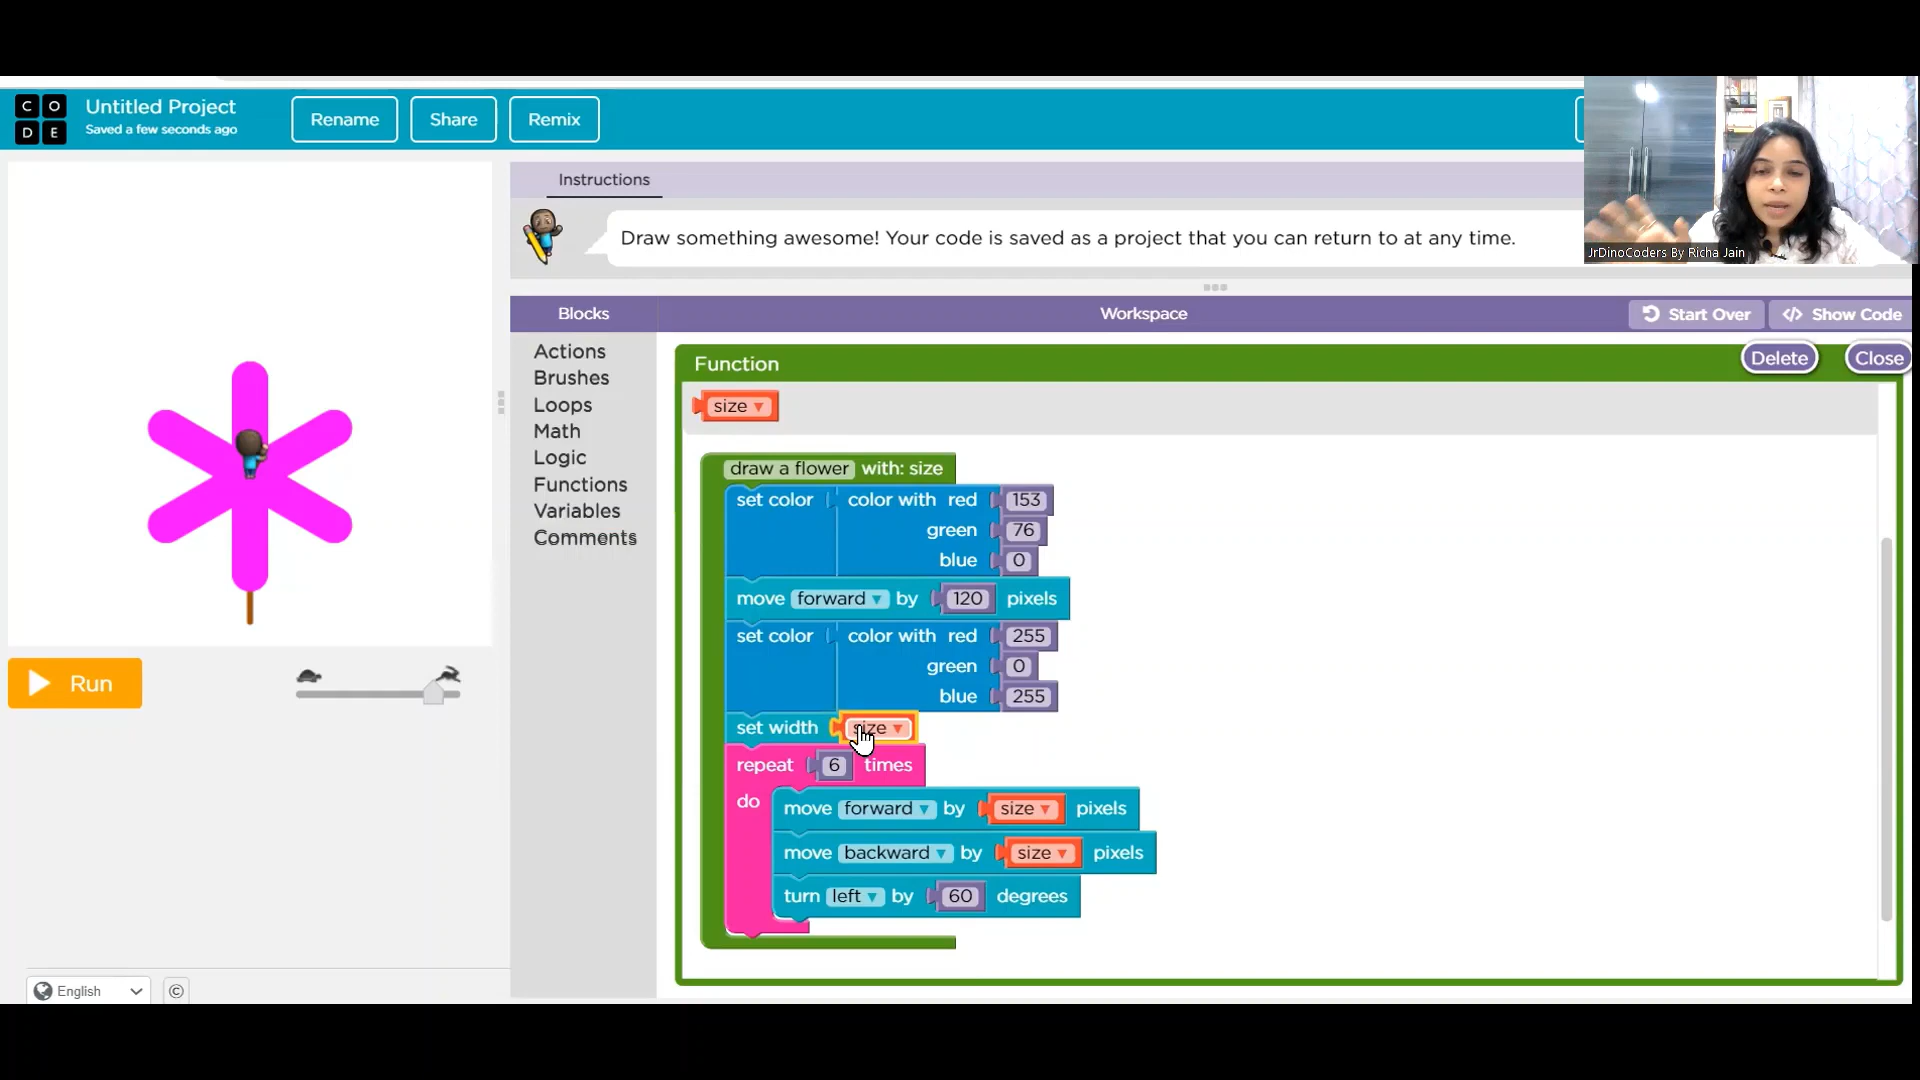 C O
D E
Untitled Project
Saved a few seconds ago
Rename
Share
Remix
JrDinoCoders By Richa Jain
Instructions
Draw something awesome! Your code is saved as a project that you can return to at any time.
Blocks
Workspace
Start Over
</> Show Code
Actions
Brushes
Loops
Math
Logic
Functions
Variables
Comments
Function
Delete
Close
size
draw a flower with: size
set color color with red 153
green 76
blue 0
move forward by 120 pixels
set color color with red 255
green 0
blue 255
set width size
repeat 6 times
do move forward by size pixels
move backward by size pixels
turn left by 60 degrees
Run
English
©